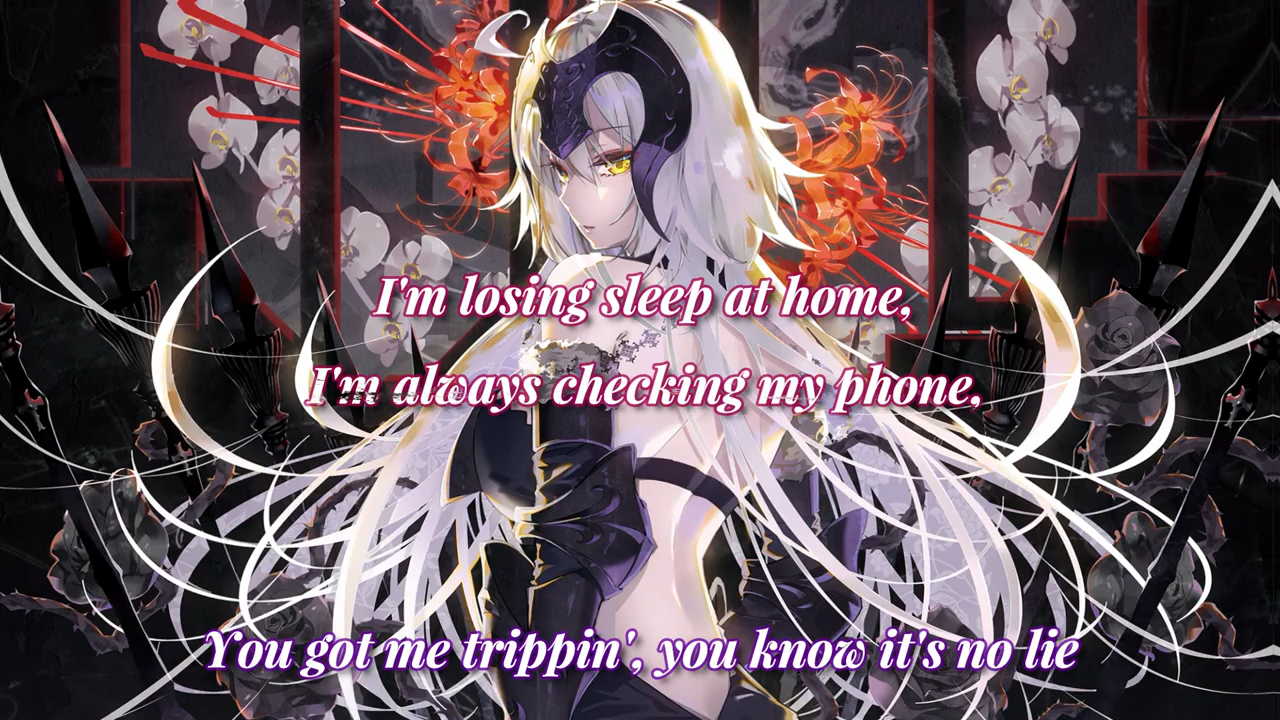 I'm losing sleep at home,
I'm always checking my phone,
You got me trippin', you know it's no lie